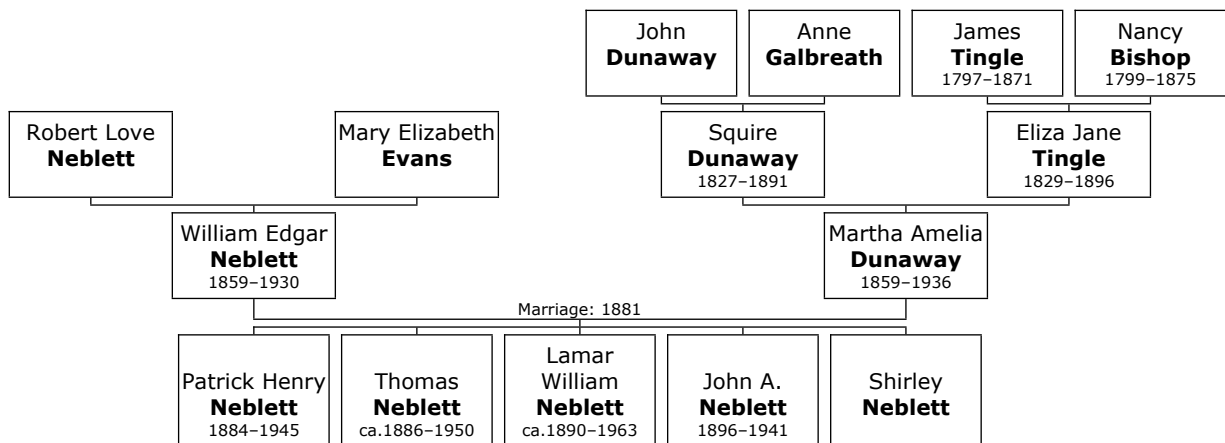 John
Dunaway
Anne
Galbreath
James
Tingle
1797–1871
Nancy
Bishop
1799–1875
Robert Love
Neblett
Mary Elizabeth
Evans
Squire
Dunaway
1827–1891
Eliza Jane
Tingle
1829–1896
William Edgar
Neblett
1859–1930
Martha Amelia
Dunaway
1859–1936
Marriage: 1881
Patrick Henry
Neblett
1884–1945
Thomas
Neblett
ca.1886–1950
Lamar
William
Neblett
ca.1890–1963
John A.
Neblett
1896–1941
Shirley
Neblett